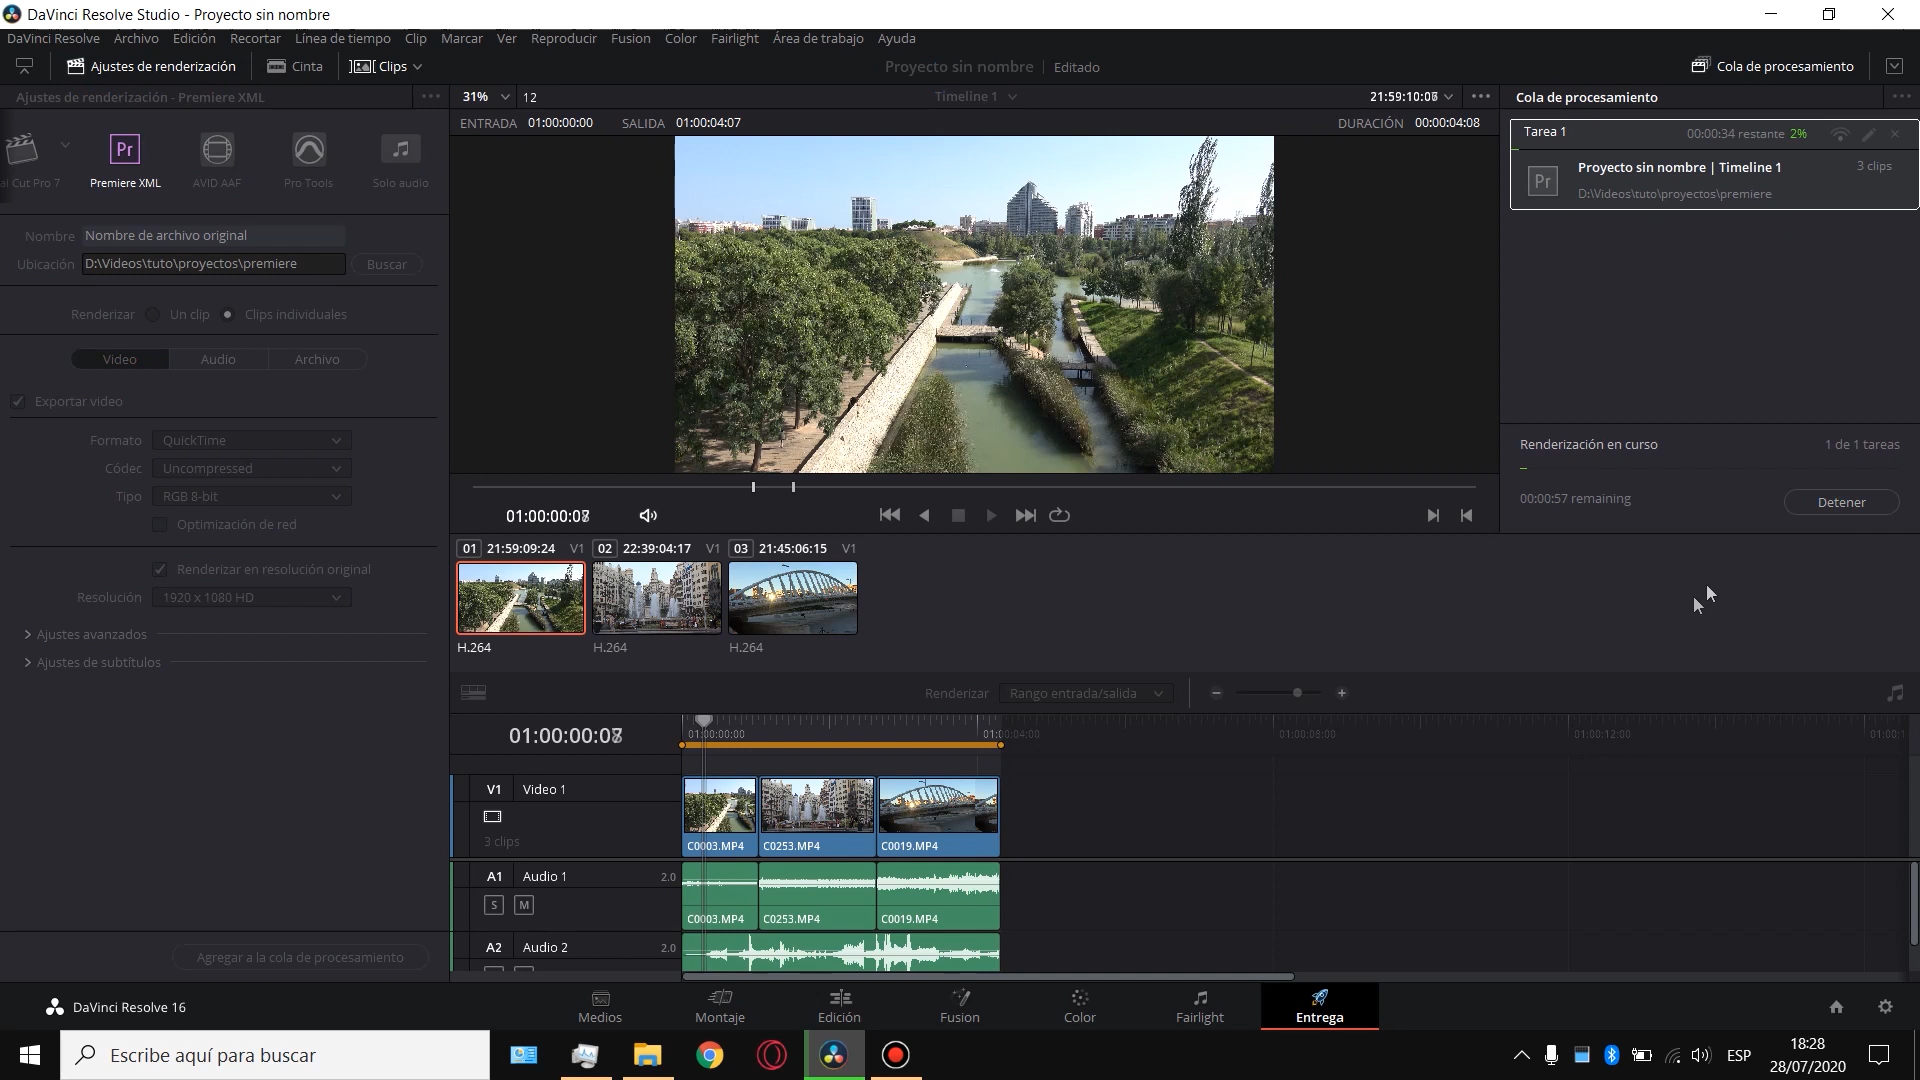 DaVinci Resolve Studio - Proyecto sin nombre
DaVinci Resolve Archivo Edición Recortar Línea de tiempo Clip Marcar Ver Reproducir Fusion Color Fairlight Área de trabajo Ayuda
Ajustes de renderización Cinta Clips Proyecto sin nombre Editado Cola de procesamiento
Ajustes de renderización - Premiere XML
31% 12 Timeline 1
Cola de procesamiento
ENTRADA 01:00:00:00 SALIDA 01:00:04:07 DURACIÓN 00:00:04:08
Tarea 1 00:00:34 restante 2%
Pr
Proyecto sin nombre | Timeline 1 3 clips
D:\Videos\tuto\proyectos\premiere
Pr
al Cut Pro 7 Premiere XML AVID AAF Pro Tools Solo audio
Nombre Nombre de archivo original
Ubicación D:\Videos\tuto\proyectos\premiere Buscar
Renderizar Un clip Clips individuales
Video Audio Archivo
Exportar video
Formato QuickTime
Códec Uncompressed
Tipo RGB 8-bit
Optimización de red
Renderizar en resolución original
Resolución 1920 x 1080 HD
Ajustes avanzados
Ajustes de subtítulos
Agregar a la cola de procesamiento
Renderización en curso 1 de 1 tareas
00:00:57 remaining Detener
01 21:59:09:24 V1 02 22:39:04:17 V1 03 21:45:06:15 V1
H.264 H.264 H.264
Renderizar Rango entrada/salida
01:00:00:00 01:00:04:00 01:00:08:00 01:00:12:00 01:00:1
V1 Video 1
3 clips
C0003.MP4 C0253.MP4 C0019.MP4
A1 Audio 1 2.0
S M
C0003.MP4 C0253.MP4 C0019.MP4
A2 Audio 2 2.0
DaVinci Resolve 16
Medios Montaje Edición Fusion Color Fairlight Entrega
Escribe aquí para buscar
ESP
18:28
28/07/2020